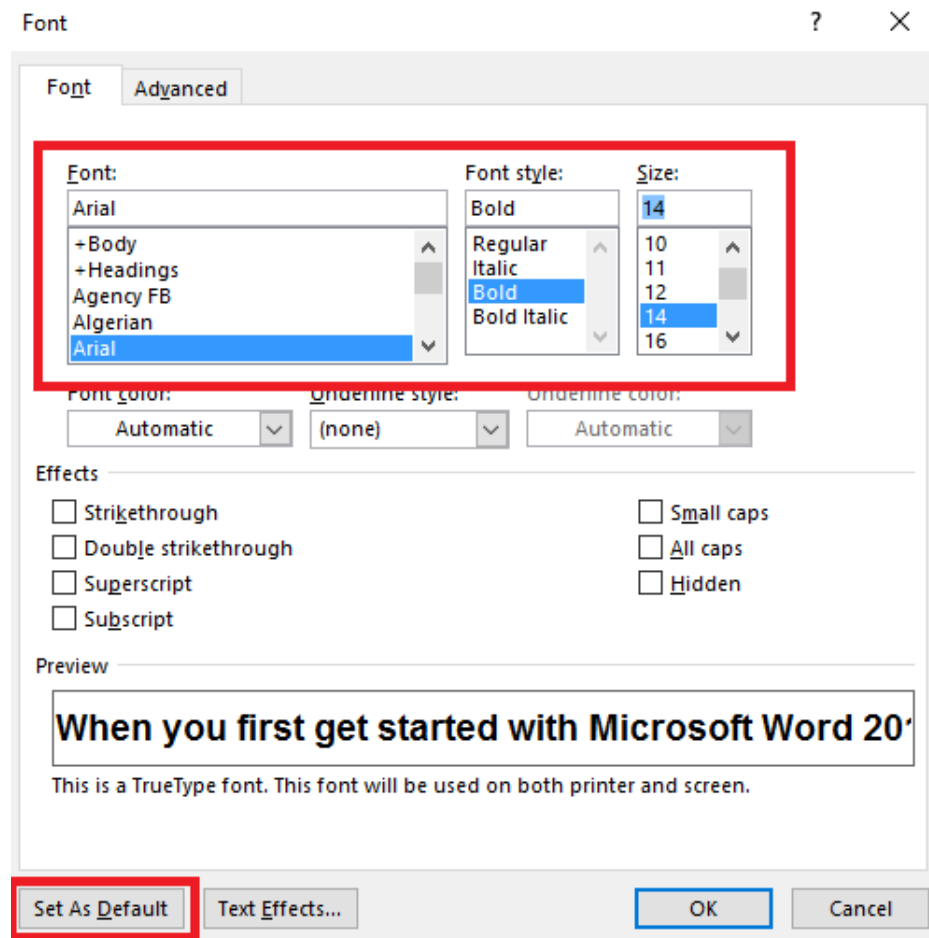 Font ?
Font Advanced
Font: Font style: Size:
Arial Bold 14
+Body Regular 10
+Headings Italic 11
Agency FB Bold 12
Algerian Bold Italic 14
Arial 16
Font color: Underline style: Underline color:
Automatic (none) Automatic
Effects
Strikethrough Small caps
Double strikethrough All caps
Superscript Hidden
Subscript
Preview
When you first get started with Microsoft Word 20
This is a TrueType font. This font will be used on both printer and screen.
Set As Default Text Effects... OK Cancel